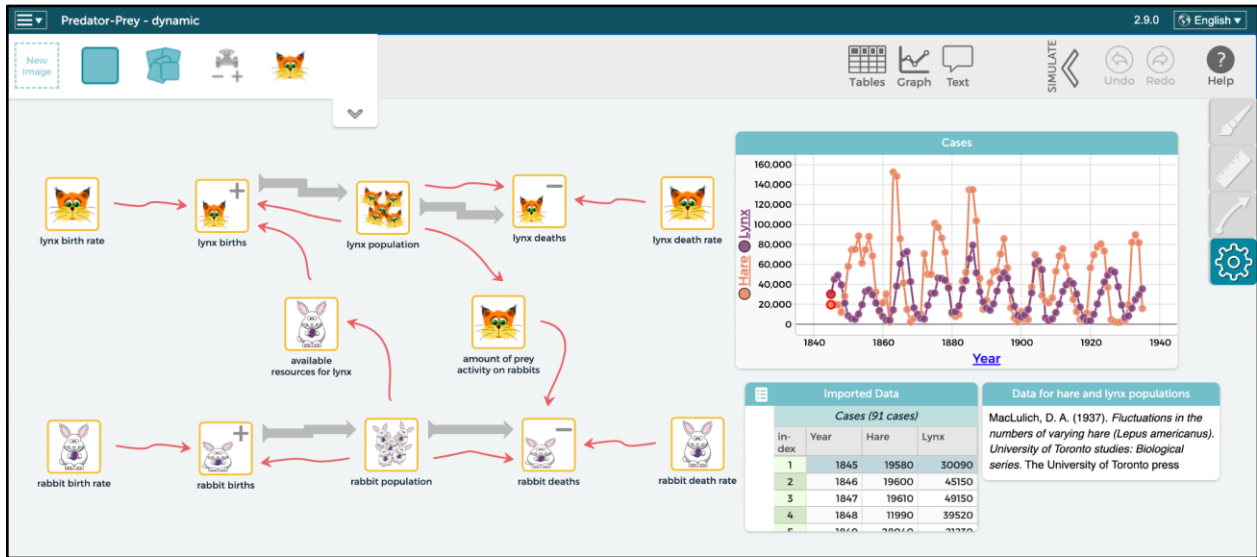 Predator-Prey - dynamic
2.9.0
English
New
Image
Tables
Graph
Text
SIMULATE
Undo
Redo
Help
lynx birth rate
lynx births
lynx population
lynx deaths
lynx death rate
available
resources for lynx
amount of prey
activity on rabbits
rabbit birth rate
rabbit births
rabbit population
rabbit deaths
rabbit death rate
Cases
160,000
140,000
120,000
100,000
80,000
60,000
40,000
20,000
0
Hare
Lynx
1840
1860
1880
1900
1920
1940
Year
Imported Data
Cases (91 cases)
in-
dex
Year Hare Lynx
1 1845 19580 30090
2 1846 19600 45150
3 1847 19610 49150
4 1848 11990 39520
Data for hare and lynx populations
MacLulich, D. A. (1937). Fluctuations in the
numbers of varying hare (Lepus americanus).
University of Toronto studies: Biological
series. The University of Toronto press